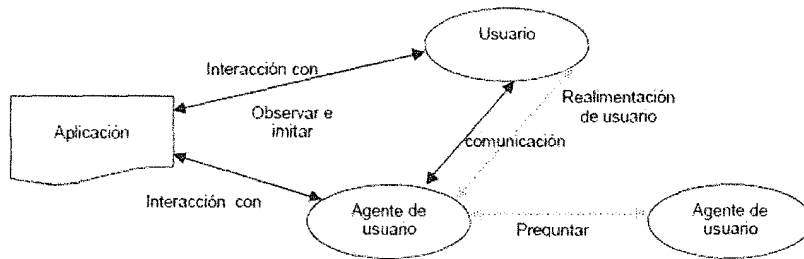 Usuario
Interacción con
Aplicación
Observar e
imitar
Realimentación
de usuario
comunicación
Interacción con
Agente de
usuario
Preguntar
Agente de
usuario